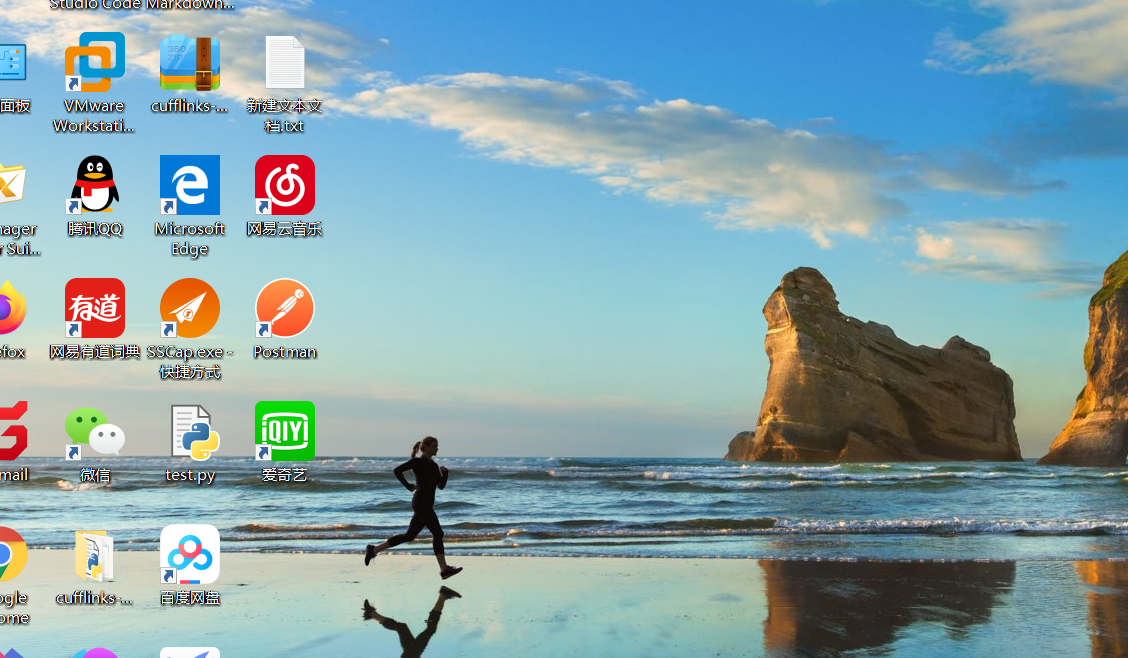 Studio Code
Markdown...
面板
VMware
Workstati...
360
cufflinks-...
新建文本文
档.txt
nager
r Sui...
腾讯QQ
Microsoft
Edge
网易云音乐
efox
有道
网易有道词典
SSCap.exe -
快捷方式
Postman
mail
微信
test.py
iQIYI
爱奇艺
ogle
ome
cufflinks-...
百度网盘